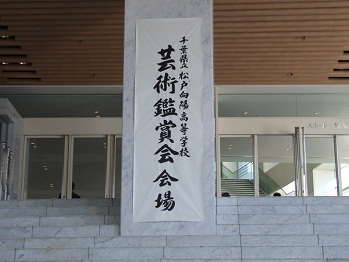 千葉県立松戸向陽高等学校
芸術鑑賞会 会場